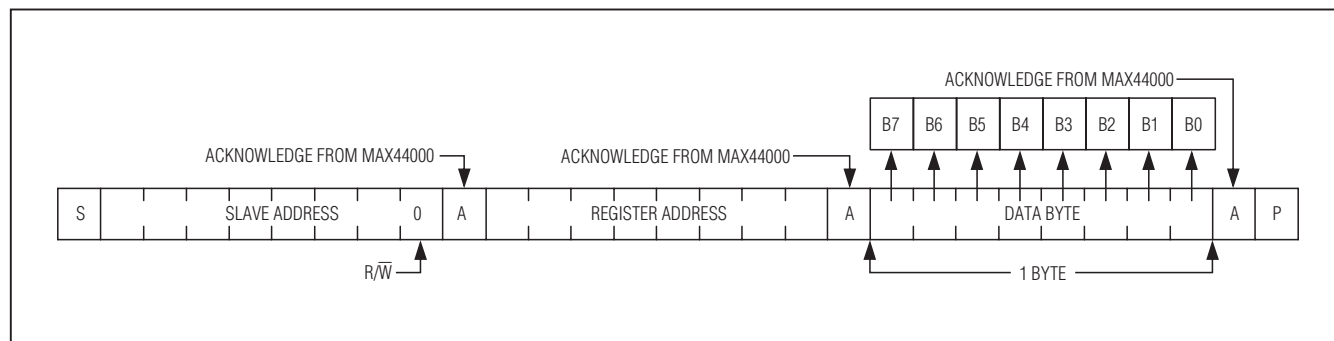 ACKNOWLEDGE FROM MAX44000
B7 B6 B5 B4 B3 B2 B1 B0
ACKNOWLEDGE FROM MAX44000 ACKNOWLEDGE FROM MAX44000
S SLAVE ADDRESS 0 A REGISTER ADDRESS A DATA BYTE A P
R/W̅ 1 BYTE